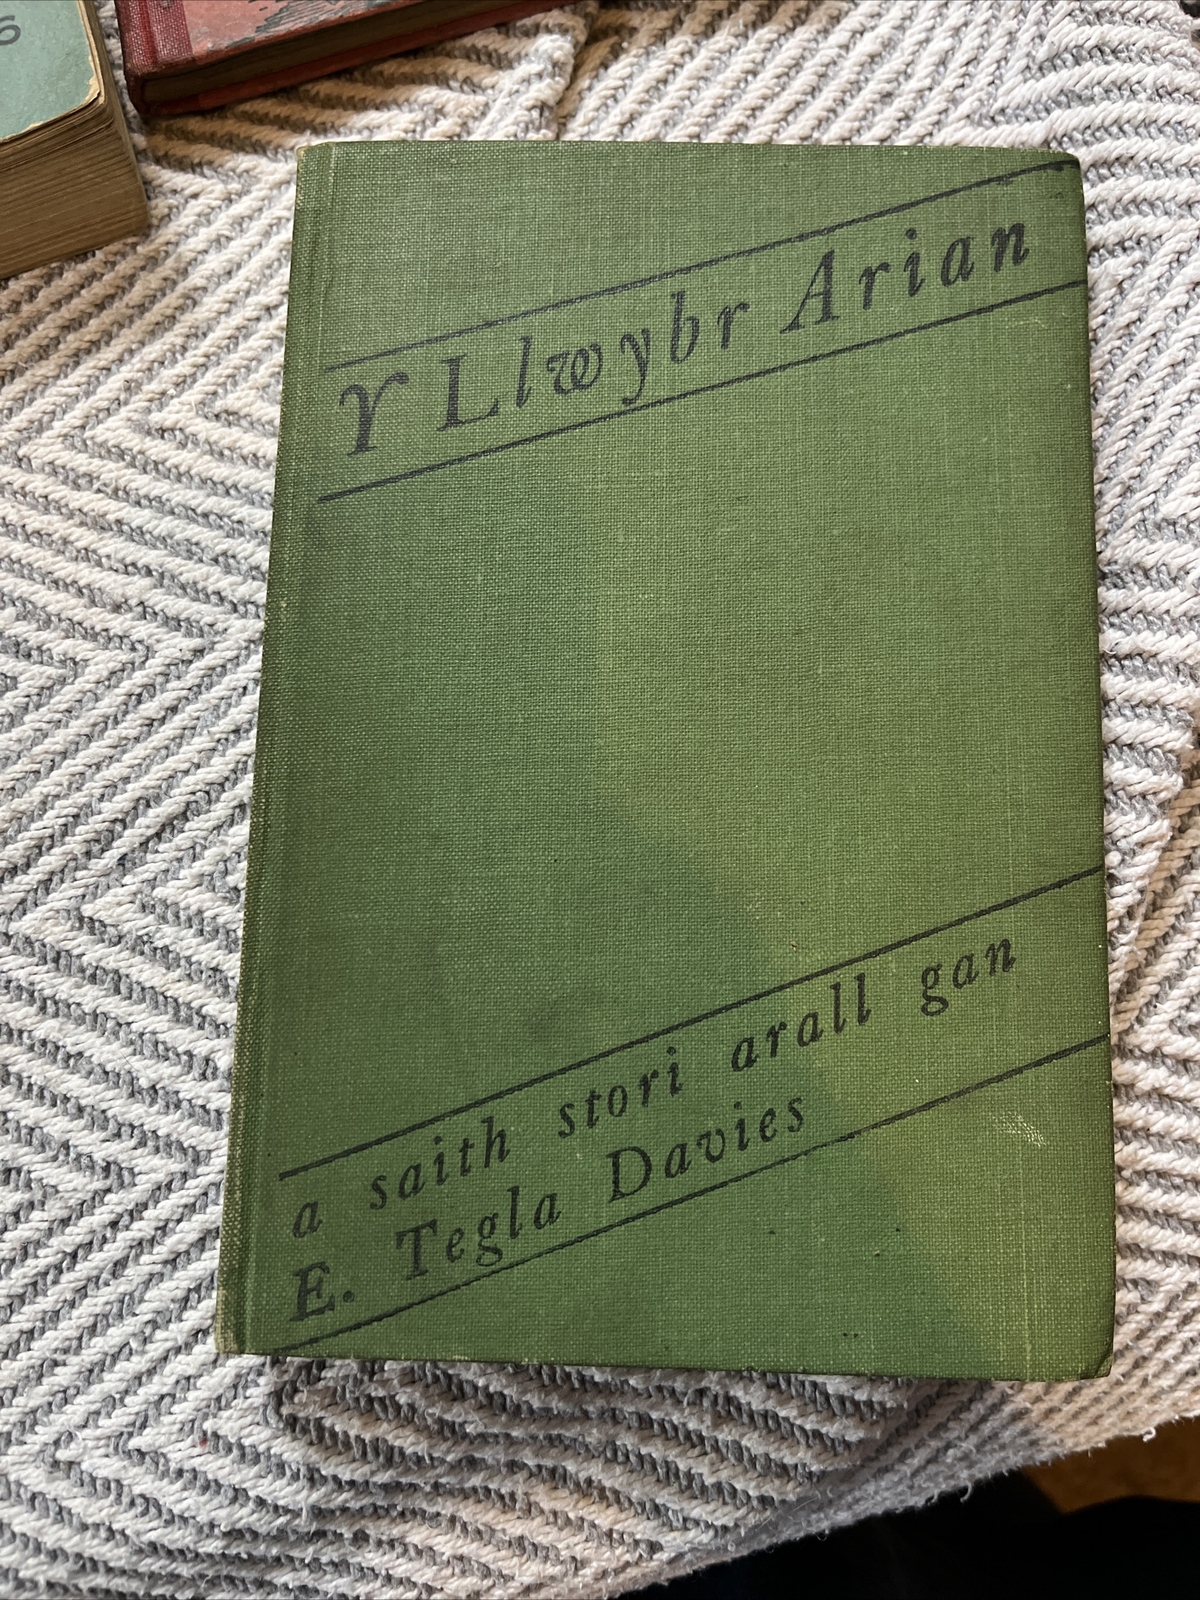 Y Llwybr Arian
a saith stori arall gan
E. Tegla Davies